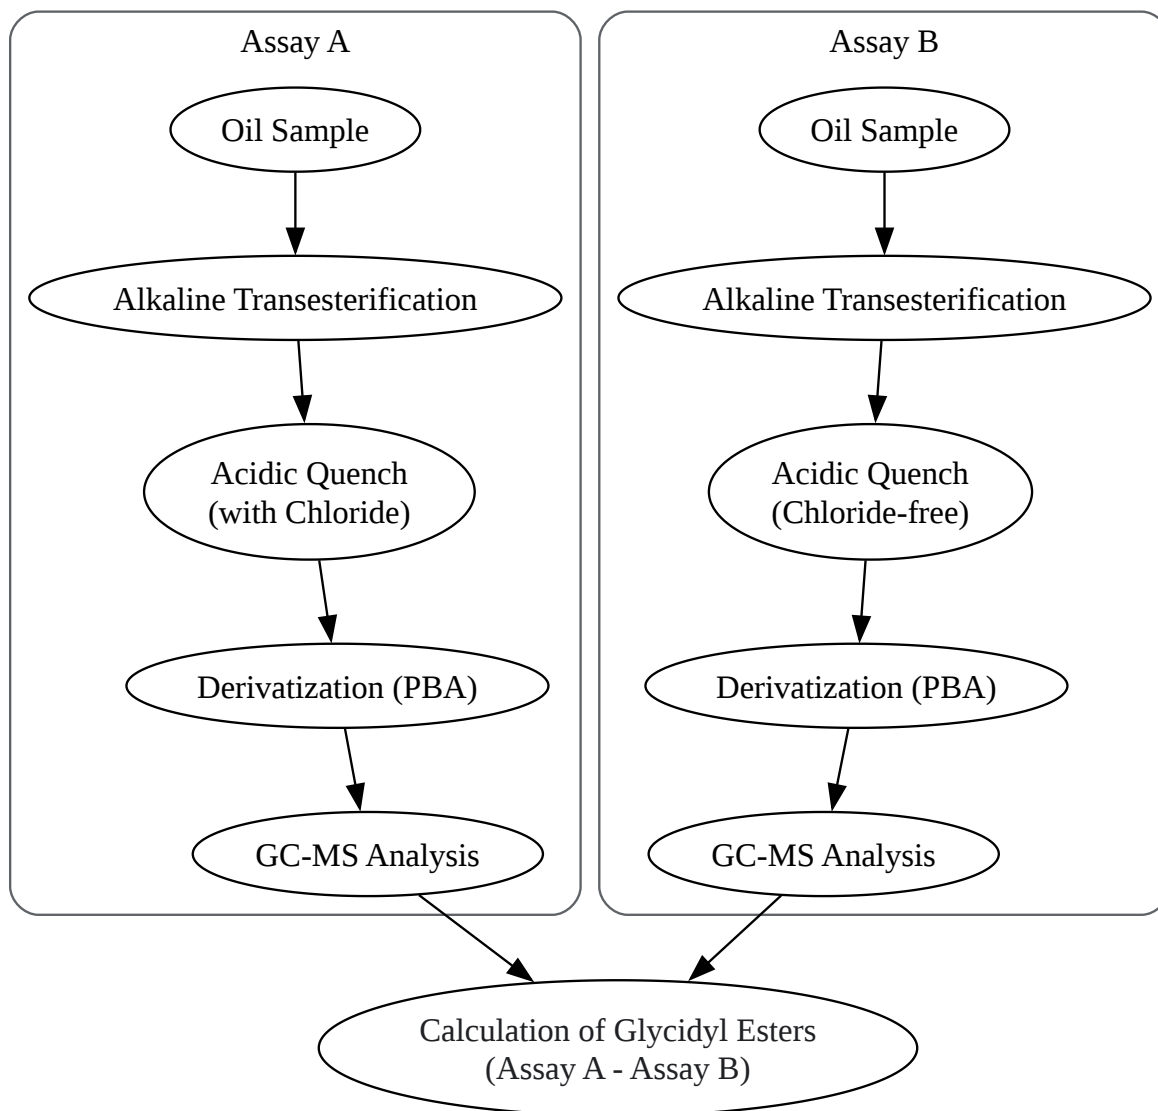 Assay A
Oil Sample
Alkaline Transesterification
Acidic Quench
(with Chloride)
Derivatization (PBA)
GC-MS Analysis
Assay B
Oil Sample
Alkaline Transesterification
Acidic Quench
(Chloride-free)
Derivatization (PBA)
GC-MS Analysis
Calculation of Glycidyl Esters
(Assay A - Assay B)